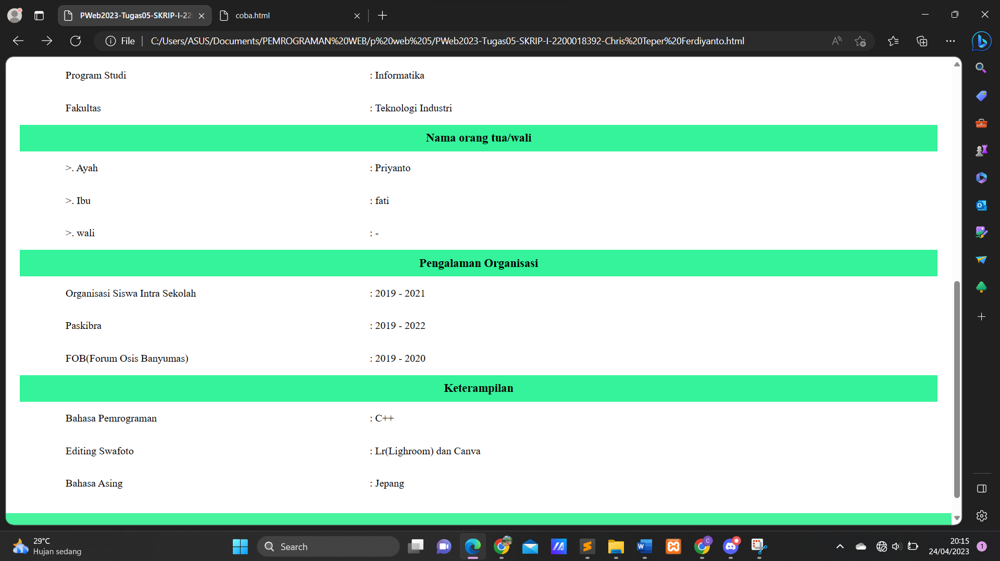 PWeb2023-Tugas05-SKRIP-I-22
coba.html
File
C:/Users/ASUS/Documents/PEMROGRAMAN%20WEB/p%20web%205/PWeb2023-Tugas05-SKRIP-I-2200018392-Chris%20Teper%20Ferdiyanto.html
Program Studi : Informatika
Fakultas : Teknologi Industri
Nama orang tua/wali
>. Ayah : Priyanto
>. Ibu : fati
>. wali : -
Pengalaman Organisasi
Organisasi Siswa Intra Sekolah : 2019 - 2021
Paskibra : 2019 - 2022
FOB(Forum Osis Banyumas) : 2019 - 2020
Keterampilan
Bahasa Pemrograman : C++
Editing Swafoto : Lr(Lighroom) dan Canva
Bahasa Asing : Jepang
29°C
Hujan sedang
Search
20:15
24/04/2023
1